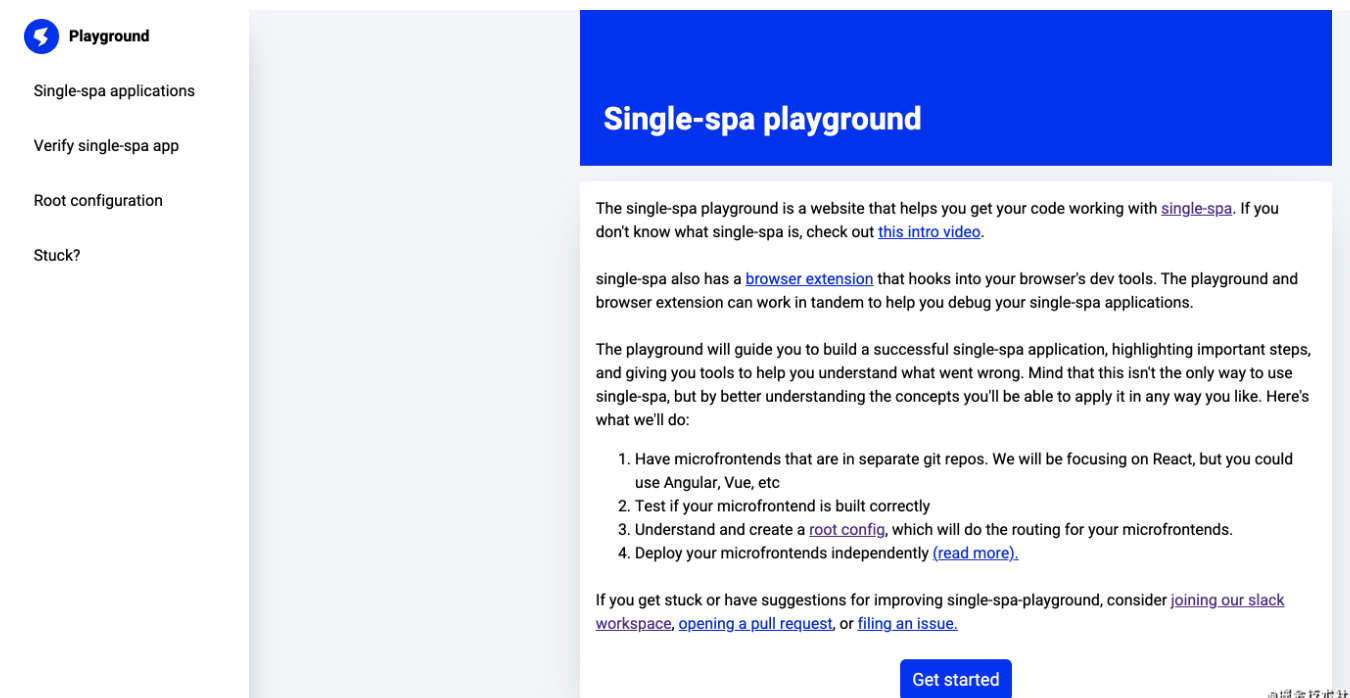 Playground
Single-spa applications
Verify single-spa app
Root configuration
Stuck?
Single-spa playground
The single-spa playground is a website that helps you get your code working with single-spa. If you
don't know what single-spa is, check out this intro video.
single-spa also has a browser extension that hooks into your browser's dev tools. The playground and
browser extension can work in tandem to help you debug your single-spa applications.
The playground will guide you to build a successful single-spa application, highlighting important steps,
and giving you tools to help you understand what went wrong. Mind that this isn't the only way to use
single-spa, but by better understanding the concepts you'll be able to apply it in any way you like. Here's
what we'll do:
1. Have microfrontends that are in separate git repos. We will be focusing on React, but you could
use Angular, Vue, etc
2. Test if your microfrontend is built correctly
3. Understand and create a root config, which will do the routing for your microfrontends.
4. Deploy your microfrontends independently (read more).
If you get stuck or have suggestions for improving single-spa-playground, consider joining our slack
workspace, opening a pull request, or filing an issue.
Get started